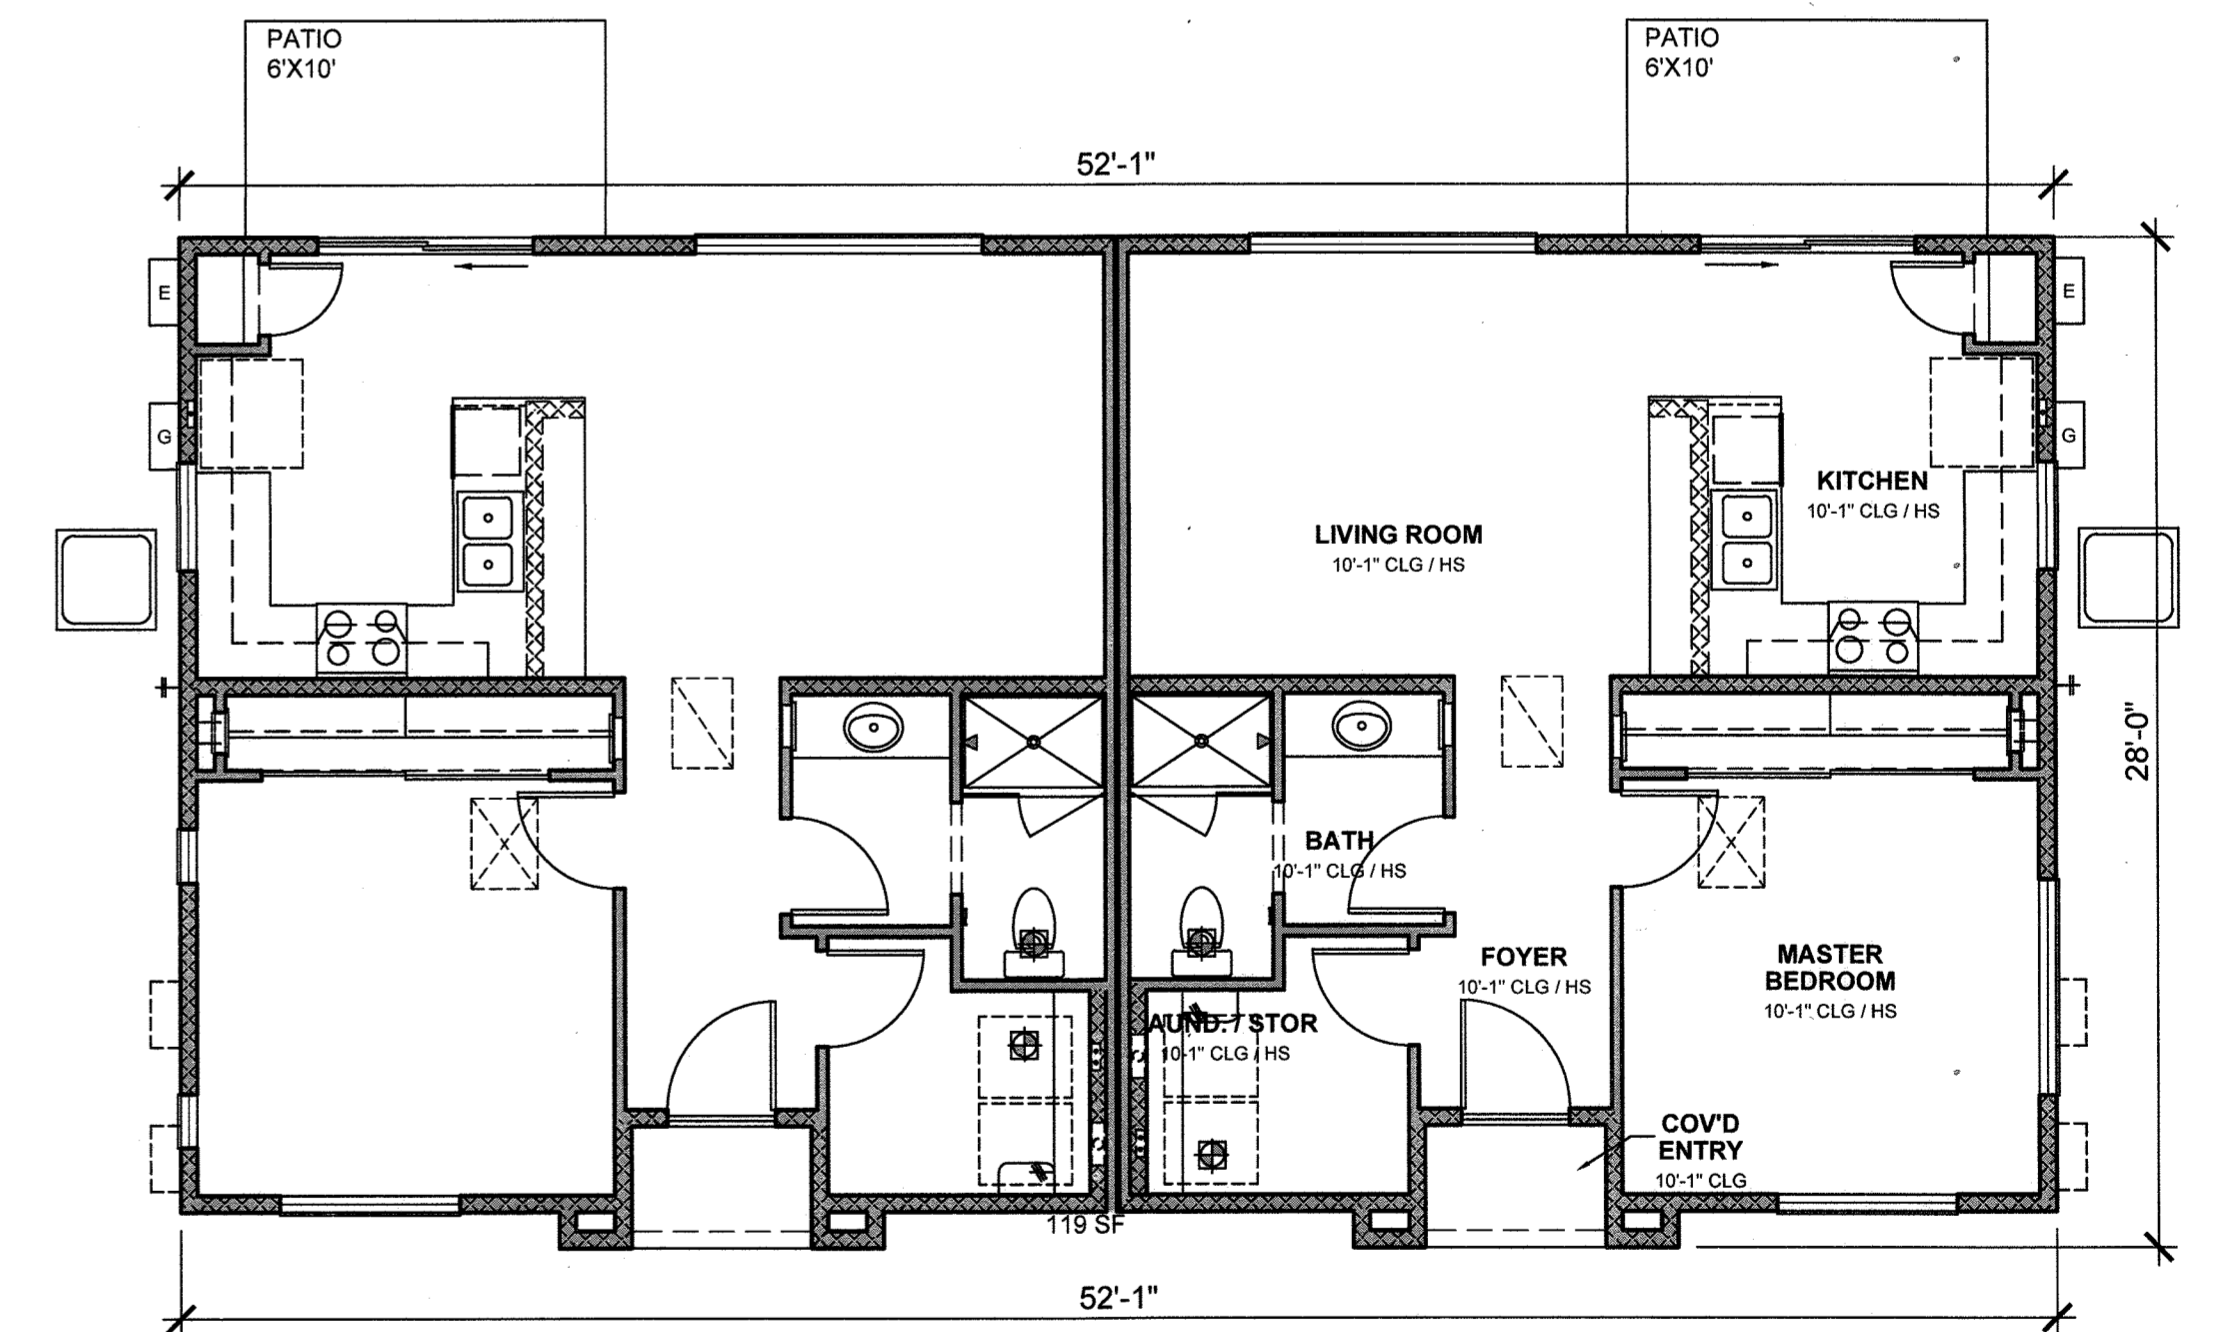 PATIO
6'X10'
PATIO
6'X10'
52'-1"
E
E
G
G
KITCHEN
10'-1" CLG / HS
LIVING ROOM
10'-1" CLG / HS
28'-0"
BATH
10'-1" CLG / HS
FOYER
10'-1" CLG / HS
MASTER
BEDROOM
10'-1" CLG / HS
AUND. / STOR
10-1" CLG / HS
COV'D
ENTRY
10'-1" CLG
119 SF
52'-1"